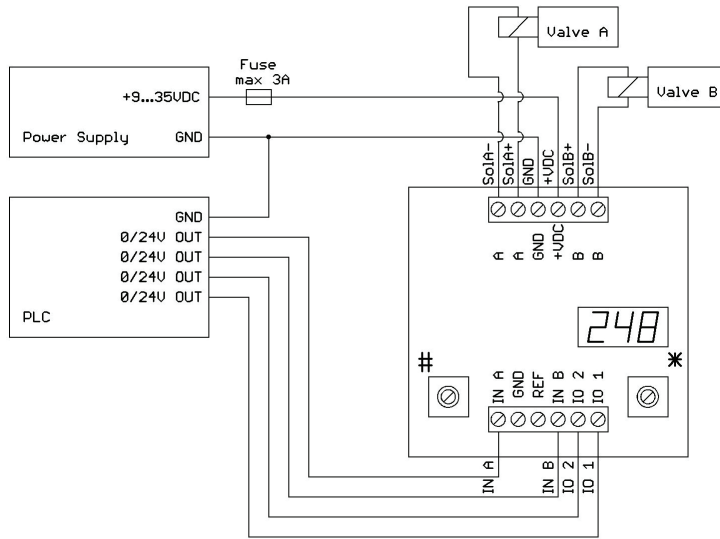 Valve A
Fuse
max 3A
+9...35VDC
Valve B
Power Supply
GND
SolA-
SolA+
GND
+VDC
SolB+
SolB-
GND
0/24V OUT
0/24V OUT
0/24V OUT
0/24V OUT
PLC
A
A
GND
+VDC
B
B
248
#
*
IN A
GND
REF
IN B
IO 2
IO 1
IN A
IN B
IO 2
IO 1